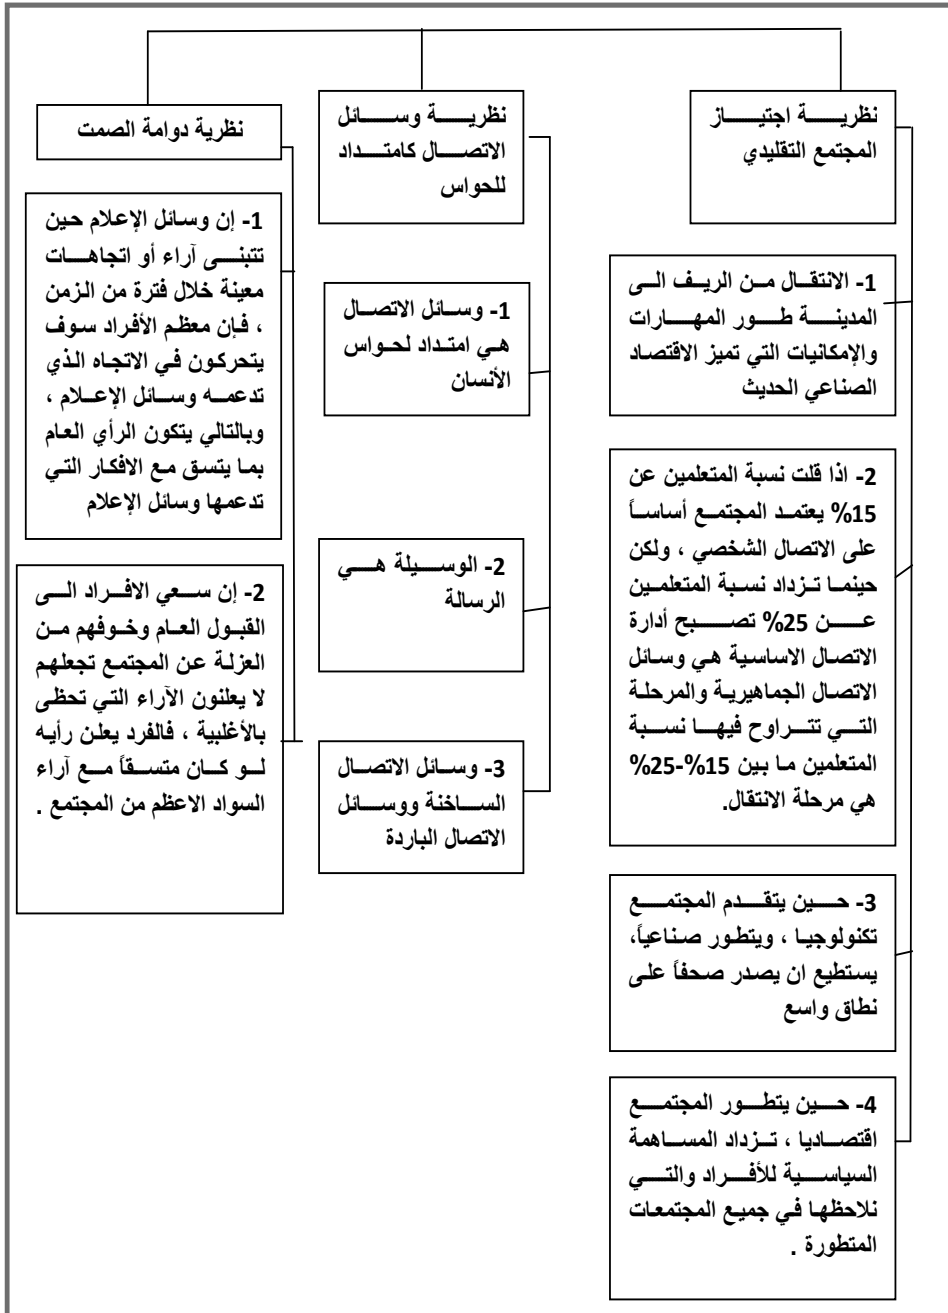 نظرية اجتياز
المجتمع التقليدي
1- الانتقال من الريف الى
المدينة طور المهارات
والإمكانيات التي تميز الاقتصاد
الصناعي الحديث
2- اذا قلت نسبة المتعلمين عن
15% يعتمد المجتمع أساساً
على الاتصال الشخصي ، ولكن
حينما تزداد نسبة المتعلمين
عن 25% تصبح أدارة
الاتصال الاساسية هي وسائل
الاتصال الجماهيرية والمرحلة
التي تتراوح فيها نسبة
المتعلمين ما بين 15%-25%
هي مرحلة الانتقال.
3- حين يتقدم المجتمع
تكنولوجيا ، ويتطور صناعياً،
يستطيع ان يصدر صحفاً على
نطاق واسع
4- حين يتطور المجتمع
اقتصاديا ، تزداد المساهمة
السياسية للأفراد والتي
نلاحظها في جميع المجتمعات
المتطورة .
نظرية وسائل
الاتصال كامتداد
للحواس
1- وسائل الاتصال
هي امتداد لحواس
الأنسان
2- الوسيلة هي
الرسالة
3- وسائل الاتصال
الساخنة ووسائل
الاتصال الباردة
نظرية دوامة الصمت
1- إن وسائل الإعلام حين
تتبنى آراء أو اتجاهات
معينة خلال فترة من الزمن
، فإن معظم الأفراد سوف
يتحركون في الاتجاه الذي
تدعمه وسائل الإعلام ،
وبالتالي يتكون الرأي العام
بما يتسق مع الافكار التي
تدعمها وسائل الإعلام
2- إن سعي الافراد الى
القبول العام وخوفهم من
العزلة عن المجتمع تجعلهم
لا يعلنون الآراء التي تحظى
بالأغلبية ، فالفرد يعلن رأيه
لو كان متسقاً مع آراء
السواد الاعظم من المجتمع .